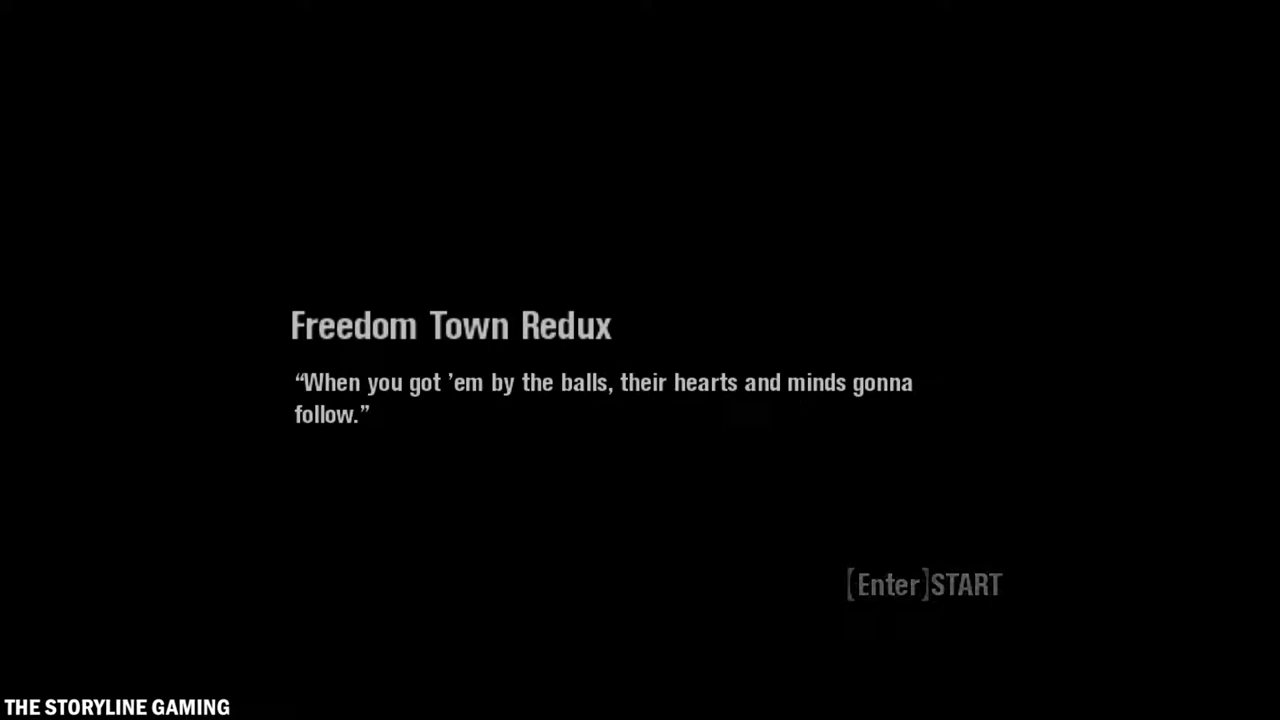 Freedom Town Redux
“When you got ’em by the balls, their hearts and minds gonna
follow.”
[Enter]START
THE STORYLINE GAMING